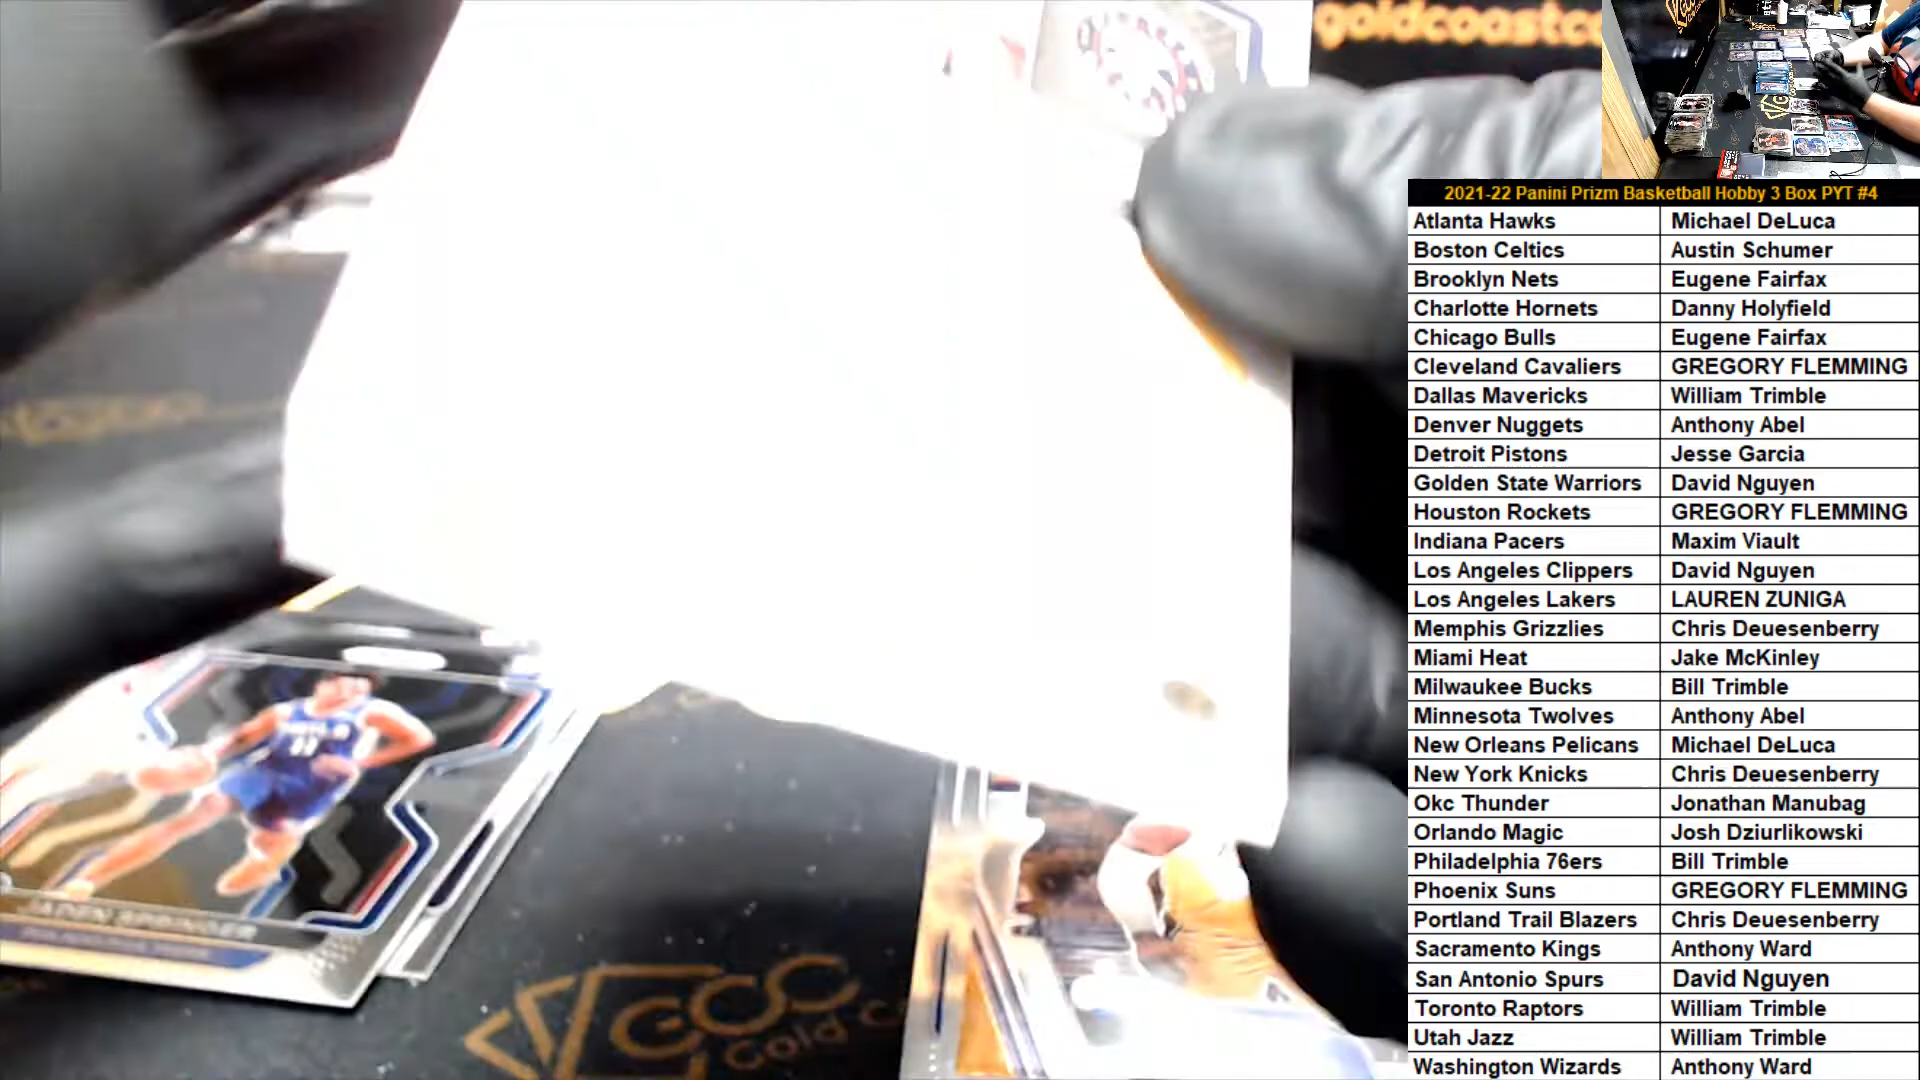 goldcoastc
2021-22 Panini Prizm Basketball Hobby 3 Box PYT #4
Atlanta Hawks Michael DeLuca
Boston Celtics Austin Schumer
Brooklyn Nets Eugene Fairfax
Charlotte Hornets Danny Holyfield
Chicago Bulls Eugene Fairfax
Cleveland Cavaliers GREGORY FLEMMING
Dallas Mavericks William Trimble
Denver Nuggets Anthony Abel
Detroit Pistons Jesse Garcia
Golden State Warriors David Nguyen
Houston Rockets GREGORY FLEMMING
Indiana Pacers Maxim Viault
Los Angeles Clippers David Nguyen
Los Angeles Lakers LAUREN ZUNIGA
Memphis Grizzlies Chris Deuesenberry
Miami Heat Jake McKinley
Milwaukee Bucks Bill Trimble
Minnesota Twolves Anthony Abel
New Orleans Pelicans Michael DeLuca
New York Knicks Chris Deuesenberry
Okc Thunder Jonathan Manubag
Orlando Magic Josh Dziurlikowski
Philadelphia 76ers Bill Trimble
Phoenix Suns GREGORY FLEMMING
Portland Trail Blazers Chris Deuesenberry
Sacramento Kings Anthony Ward
San Antonio Spurs David Nguyen
Toronto Raptors William Trimble
Utah Jazz William Trimble
Washington Wizards Anthony Ward
JADEN SPRINGER
GCC
Gold C